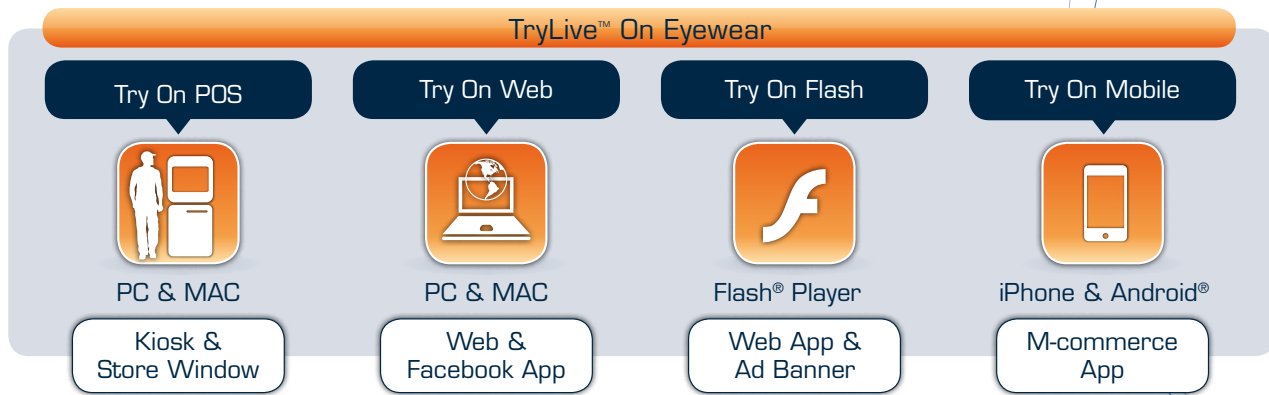 TryLive™ On Eyewear
Try On POS
PC & MAC
Kiosk &
Store Window
Try On Web
PC & MAC
Web &
Facebook App
Try On Flash
Flash® Player
Web App &
Ad Banner
Try On Mobile
iPhone & Android®
M-commerce
App